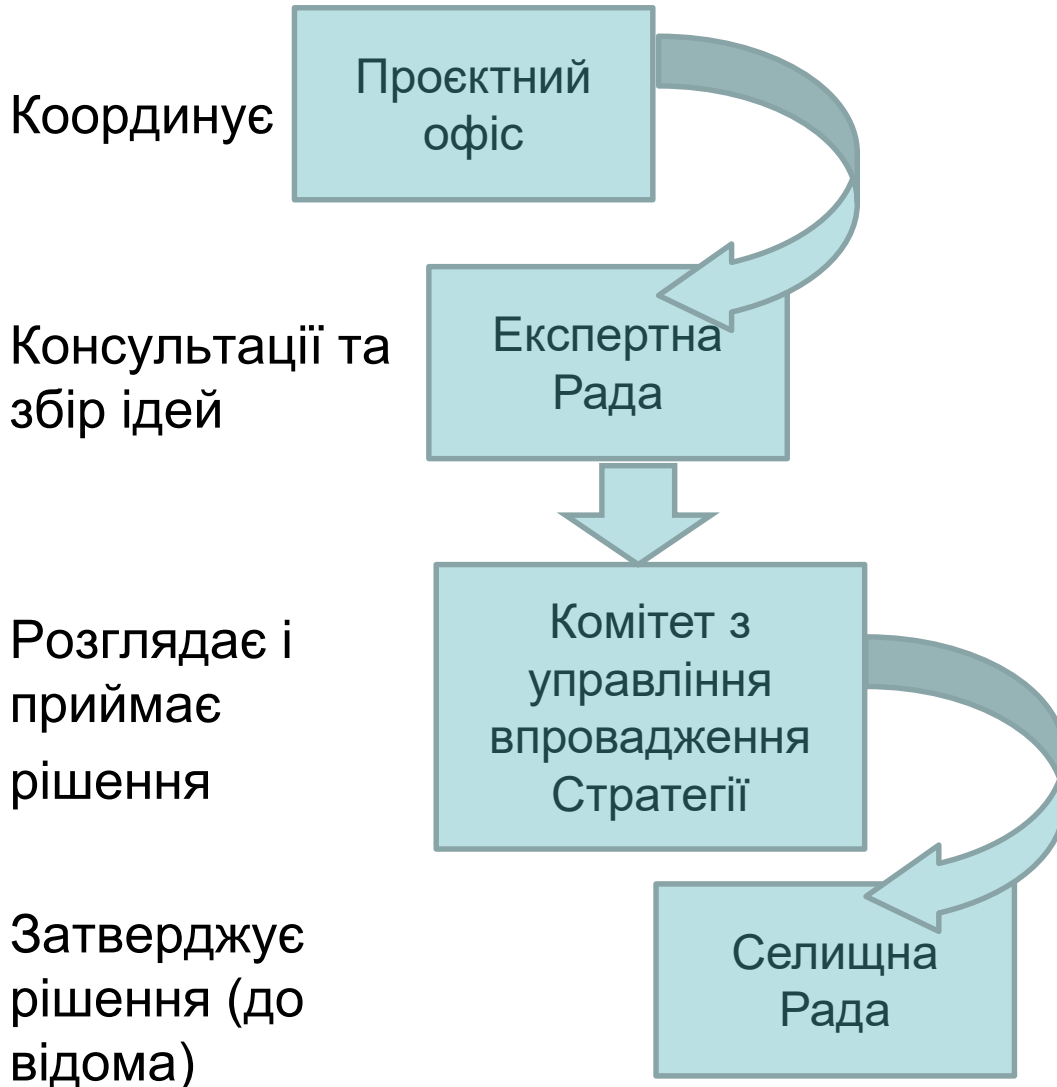 Координує
Проєктний
офіс
Консультації та
збір ідей
Експертна
Рада
Розглядає і
приймає
рішення
Комітет з
управління
впровадження
Стратегії
Затверджує
рішення (до
відома)
Селищна
Рада